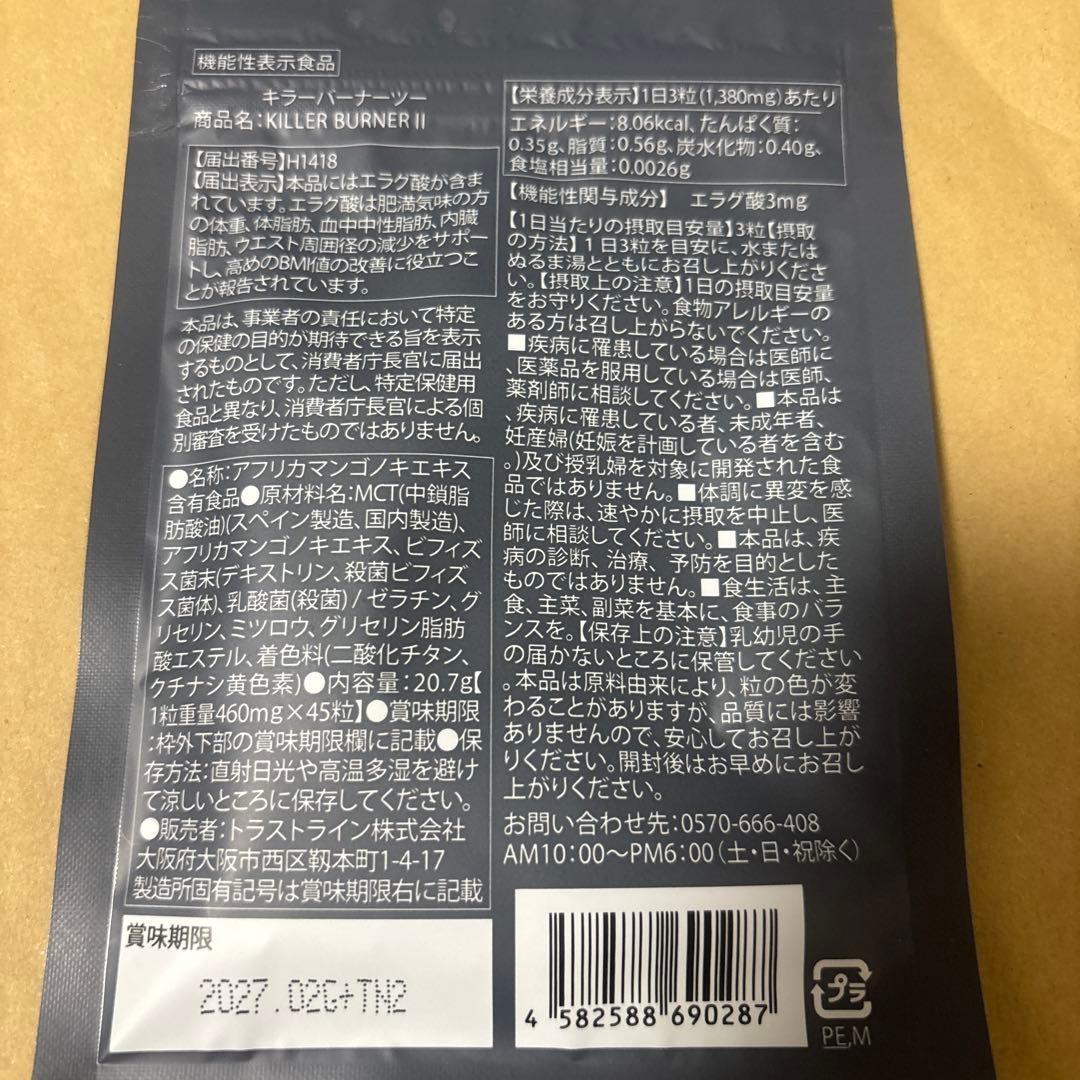 機能性表示食品
キラーバーナーツー
商品名:KILLER BURNER II
【届出番号】H1418
【届出表示】本品にはエラグ酸が含ま
れています。エラグ酸は肥満気味の方
の体重、体脂肪、血中中性脂肪、内臓
脂肪、ウエスト周囲径の減少をサポー
トし、高めのBMI値の改善に役立つこ
とが報告されています。
本品は、事業者の責任において特定
の保健の目的が期待できる旨を表示
するものとして、消費者庁長官に届出
されたものです。ただし、特定保健用
食品と異なり、消費者庁長官による個
別審査を受けたものではありません。
●名称:アフリカマンゴノキエキス
含有食品●原材料名:MCT(中鎖脂
肪酸油)(スペイン製造、国内製造)、
アフリカマンゴノキエキス、ビフィズ
ス菌末(デキストリン、殺菌ビフィズ
ス菌体)、乳酸菌(殺菌) / ゼラチン、グ
リセリン、ミツロウ、グリセリン脂肪
酸エステル、着色料(二酸化チタン、
クチナシ黄色素)●内容量:20.7g【
1粒重量460mg×45粒】●賞味期限
:枠外下部の賞味期限欄に記載●保
存方法:直射日光や高温多湿を避け
て涼しいところに保存してください。
●販売者:トラストライン株式会社
大阪府大阪市西区靱本町1-4-17
製造所固有記号は賞味期限右に記載
賞味期限
2027.02G+TN2
【栄養成分表示】1日3粒(1,380mg)あたり
エネルギー:8.06kcal、たんぱく質:
0.35g、脂質:0.56g、炭水化物:0.40g、
食塩相当量:0.0026g
【機能性関与成分】 エラグ酸3mg
【1日当たりの摂取目安量】3粒【摂取
の方法】1日3粒を目安に、水または
ぬるま湯とともにお召し上がりくださ
い。【摂取上の注意】1日の摂取目安量
をお守りください。食物アレルギーの
ある方は召し上がらないでください。
■疾病に罹患している場合は医師に
、医薬品を服用している場合は医師、
薬剤師に相談してください。■本品は
、疾病に罹患している者、未成年者、
妊産婦(妊娠を計画している者を含む
。)及び授乳婦を対象に開発された食
品ではありません。■体調に異変を感
じた際は、速やかに摂取を中止し、医
師に相談してください。■本品は、疾
病の診断、治療、予防を目的とした
ものではありません。■食生活は、主
食、主菜、副菜を基本に、食事のバラ
ンスを。【保存上の注意】乳幼児の手
の届かないところに保管してください
。本品は原料由来により、粒の色が変
わることがありますが、品質には影響
ありませんので、安心してお召し上が
りください。開封後はお早めにお召し
上がりください。
お問い合わせ先:0570-666-408
AM10:00〜PM6:00(土・日・祝除く)
4 582588 690287
プラ
PE,M